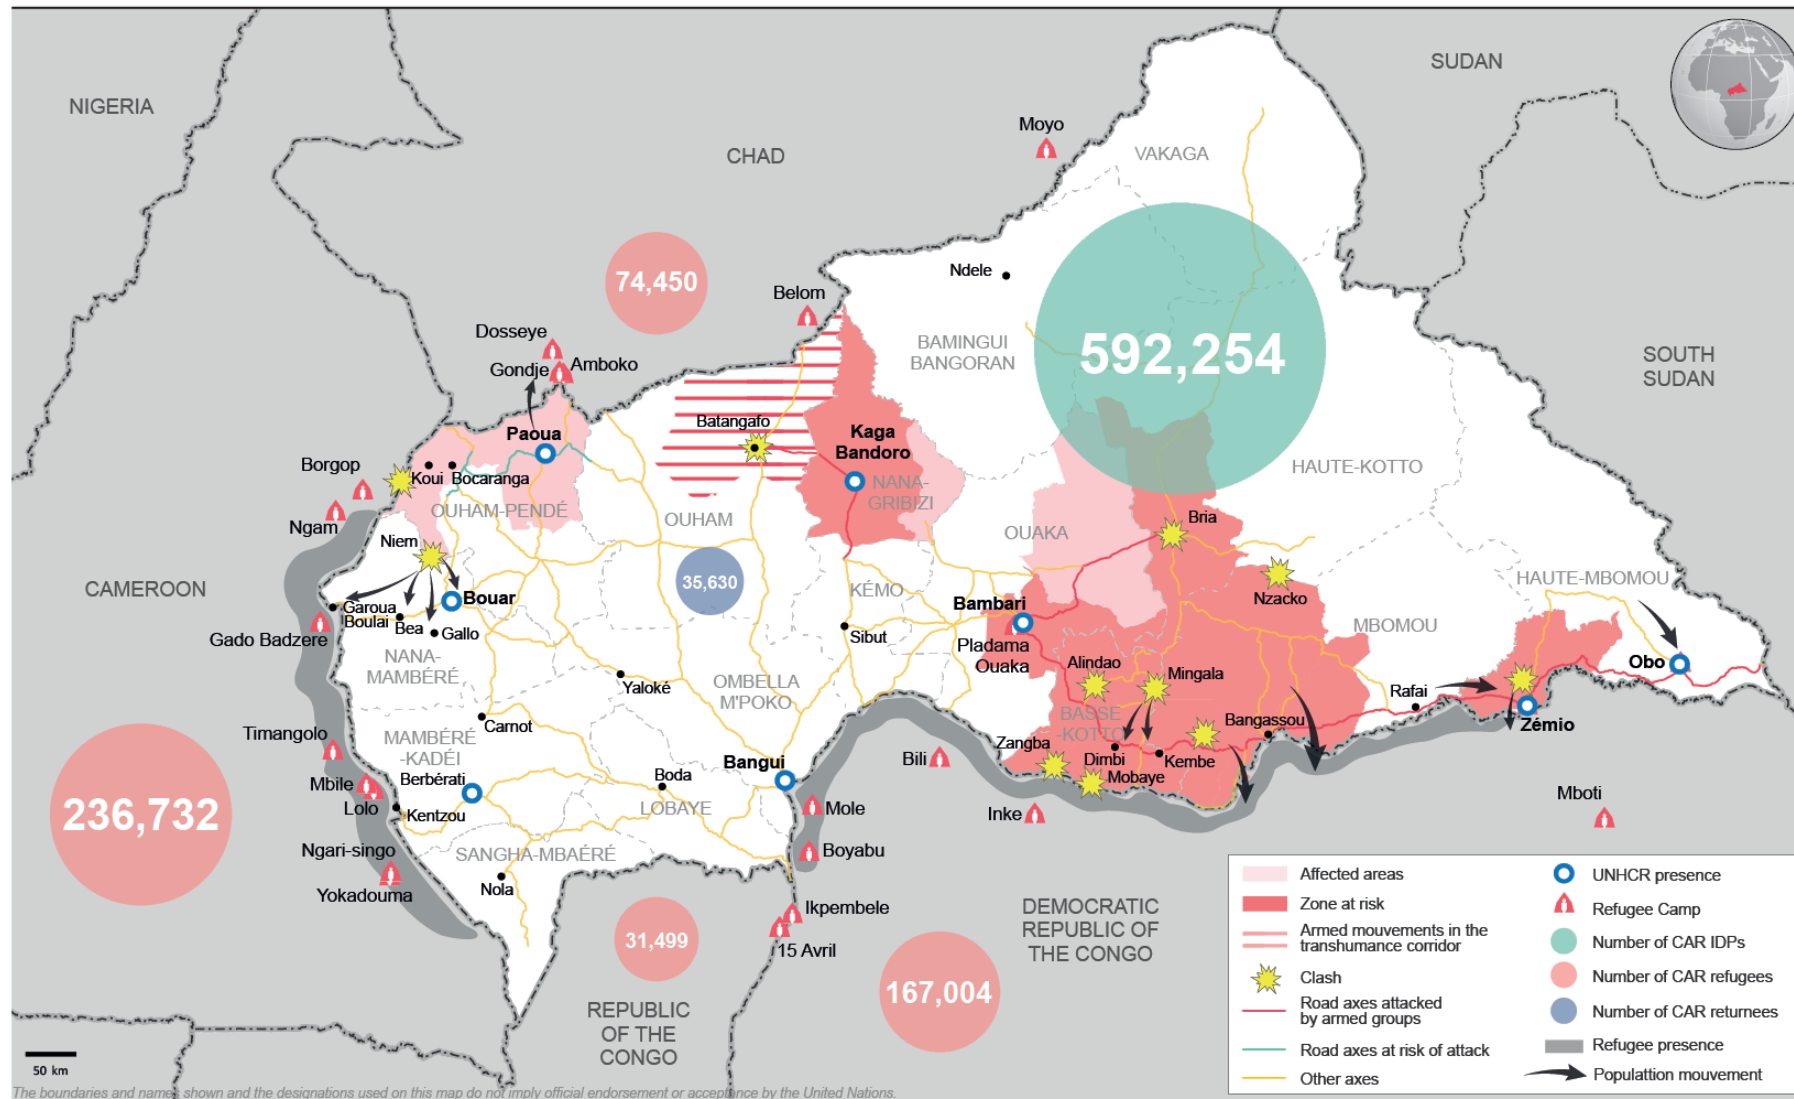 SUDAN
NIGERIA
Moyo
CHAD
VAKAGA
Ndele
74,450
Belom
592,254
Dosseye
BAMINGUI
BANGORAN
SOUTH
SUDAN
Gondje
Amboko
Batangafo
Kaga
Bandoro
Paoua
Borgop
Koui
Bocaranga
HAUTE-KOTTO
NANA-
GRIBIZI
OUHAM-PENDÉ
OUHAM
Bria
Ngam
OUAKA
Niem
CAMEROON
35,630
KÉMO
HAUTE-MBOMOU
Nzacko
Bouar
Bambari
Garoua
Boulai
Bea
Gallo
Sibut
MBOMOU
Gado Badzere
Pladama
Ouaka
NANA-
MAMBÉRÉ
Alindao
Mingala
Obo
Yaloké
OMBELLA
M'POKO
Rafai
BASSE
-KOTTO
Bangassou
Zémio
Carnot
Timangolo
MAMBÉRÉ
-KADÉI
Zangba
Bangui
Bili
Dimbi
Kembe
Berbérati
Boda
Mobaye
Mbile
Lolo
Kentzou
LOBAYE
Mole
Inke
Mboti
236,732
Ngari-singo
SANGHA-MBAÉRÉ
Boyabu
Nola
Yokadouma
Ikpembele
15 Avril
31,499
DEMOCRATIC
REPUBLIC OF
THE CONGO
167,004
REPUBLIC
OF THE
CONGO
Affected areas
Zone at risk
Armed mouvements in the
transhumance corridor
Clash
Road axes attacked
by armed groups
Road axes at risk of attack
Other axes
UNHCR presence
Refugee Camp
Number of CAR IDPs
Number of CAR refugees
Number of CAR returnees
Refugee presence
Populattion mouvement
50 km
The boundaries and names shown and the designations used on this map do not imply official endorsement or acceptance by the United Nations.